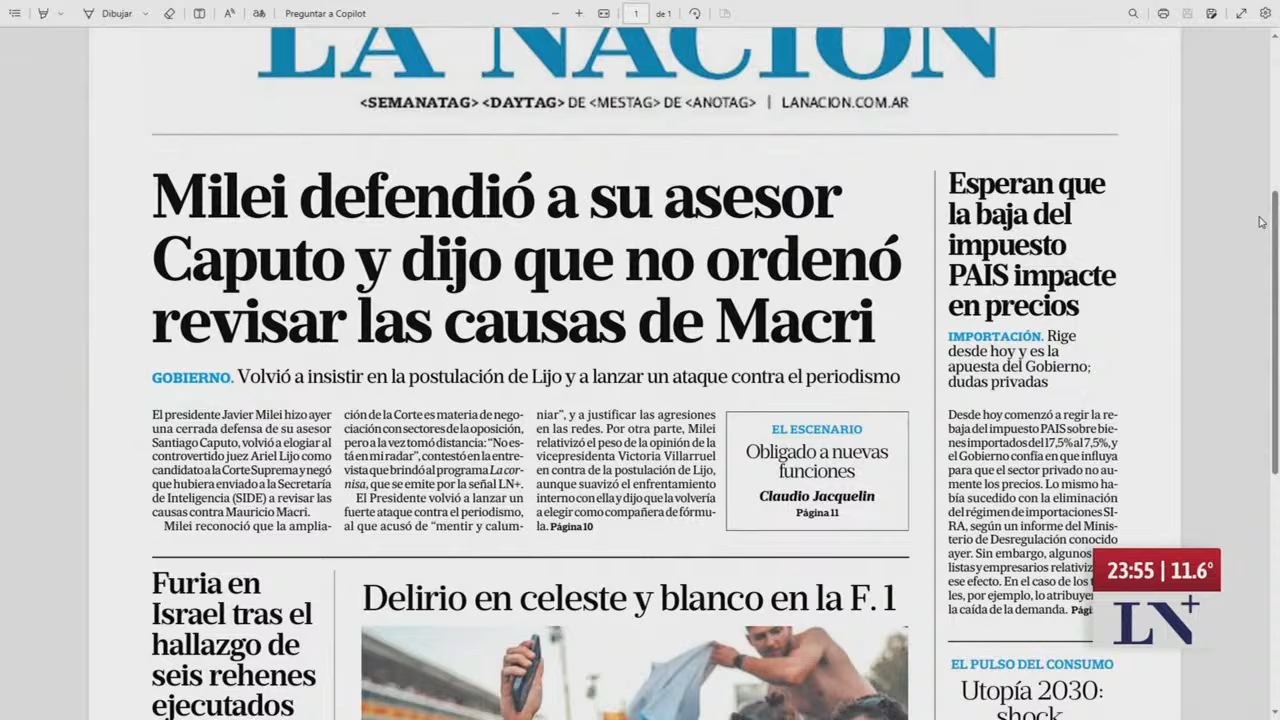 Dibujar
Preguntar a Copilot
1 de 1
LA NACION
<SEMANATAG> <DAYTAG> DE <MESTAG> DE <ANOTAG> | LANACION.COM.AR
Milei defendió a su asesor
Caputo y dijo que no ordenó
revisar las causas de Macri
GOBIERNO. Volvió a insistir en la postulación de Lijo y a lanzar un ataque contra el periodismo
El presidente Javier Milei hizo ayer
una cerrada defensa de su asesor
Santiago Caputo, volvió a elogiar al
controvertido juez Ariel Lijo como
candidato a la Corte Suprema y negó
que hubiera enviado a la Secretaría
de Inteligencia (SIDE) a revisar las
causas contra Mauricio Macri.
Milei reconoció que la amplia-
ción de la Corte es materia de nego-
ciación con sectores de la oposición,
pero a la vez tomó distancia: “No es-
tá en mi radar”, contestó en la entre-
vista que brindó al programa La cor-
nisa, que se emite por la señal LN+.
El Presidente volvió a lanzar un
fuerte ataque contra el periodismo,
al que acusó de “mentir y calum-
niar”, y a justificar las agresiones
en las redes. Por otra parte, Milei
relativizó el peso de la opinión de la
vicepresidenta Victoria Villarruel
en contra de la postulación de Lijo,
aunque suavizó el enfrentamiento
interno con ella y dijo que la volvería
a elegir como compañera de fórmu-
la. Página 10
EL ESCENARIO
Obligado a nuevas
funciones
Claudio Jacquelin
Página 11
Esperan que
la baja del
impuesto
PAIS impacte
en precios
IMPORTACIÓN. Rige
desde hoy y es la
apuesta del Gobierno;
dudas privadas
Desde hoy comenzó a regir la re-
baja del impuesto PAIS sobre bie-
nes importados del 17,5% al 7,5%, y
el Gobierno confía en que influya
para que el sector privado no au-
mente los precios. Lo mismo ha-
bía sucedido con la eliminación
del régimen de importaciones SI-
RA, según un informe del Minis-
terio de Desregulación conocido
ayer. Sin embargo, algunos
listas y empresarios relativiz
ese efecto. En el caso de los
les, por ejemplo, lo atribuye
la caída de la demanda.
EL PULSO DEL CONSUMO
Utopía 2030:
shock
Furia en
Israel tras el
hallazgo de
seis rehenes
ejecutados
Delirio en celeste y blanco en la F. 1
23:55 | 11.6°
LN+